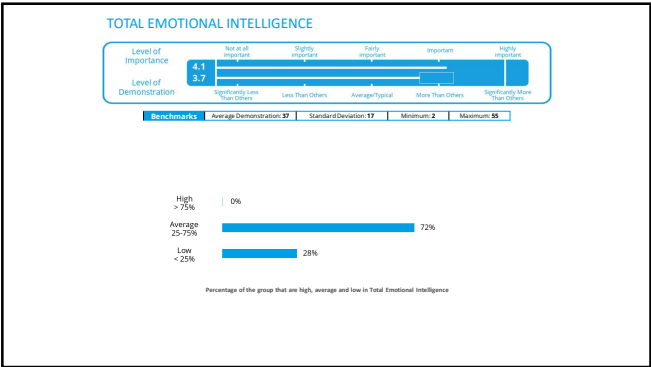 TOTAL EMOTIONAL INTELLIGENCE
Level of
Importance
Not at all
important
Slightly
important
Fairly
important
Important
Highly
important
4.1
3.7
Level of
Demonstration
Significantly Less
Than Others
Less Than Others
Average/Typical
More Than Others
Significantly More
Than Others
Benchmarks Average Demonstration: 37 Standard Deviation: 17 Minimum: 2 Maximum: 55
High
> 75%
0%
Average
25-75%
72%
Low
< 25%
28%
Percentage of the group that are high, average and low in Total Emotional Intelligence